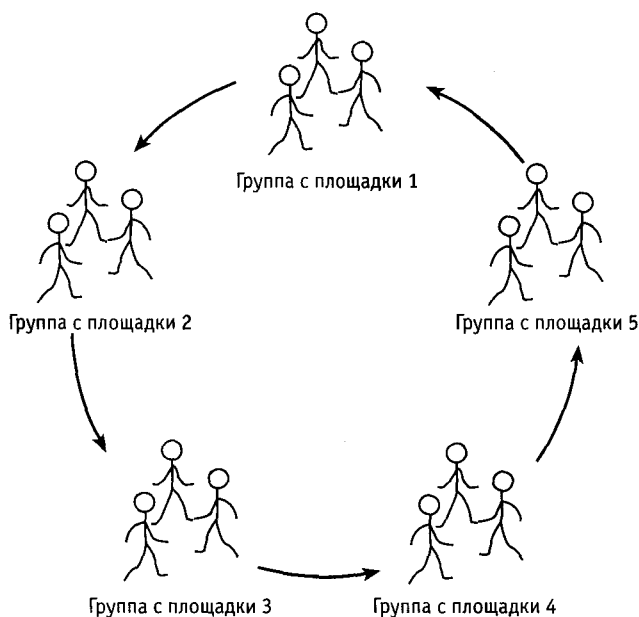 Группа с площадки 1
Группа с площадки 2
Группа с площадки 5
Группа с площадки 3
Группа с площадки 4